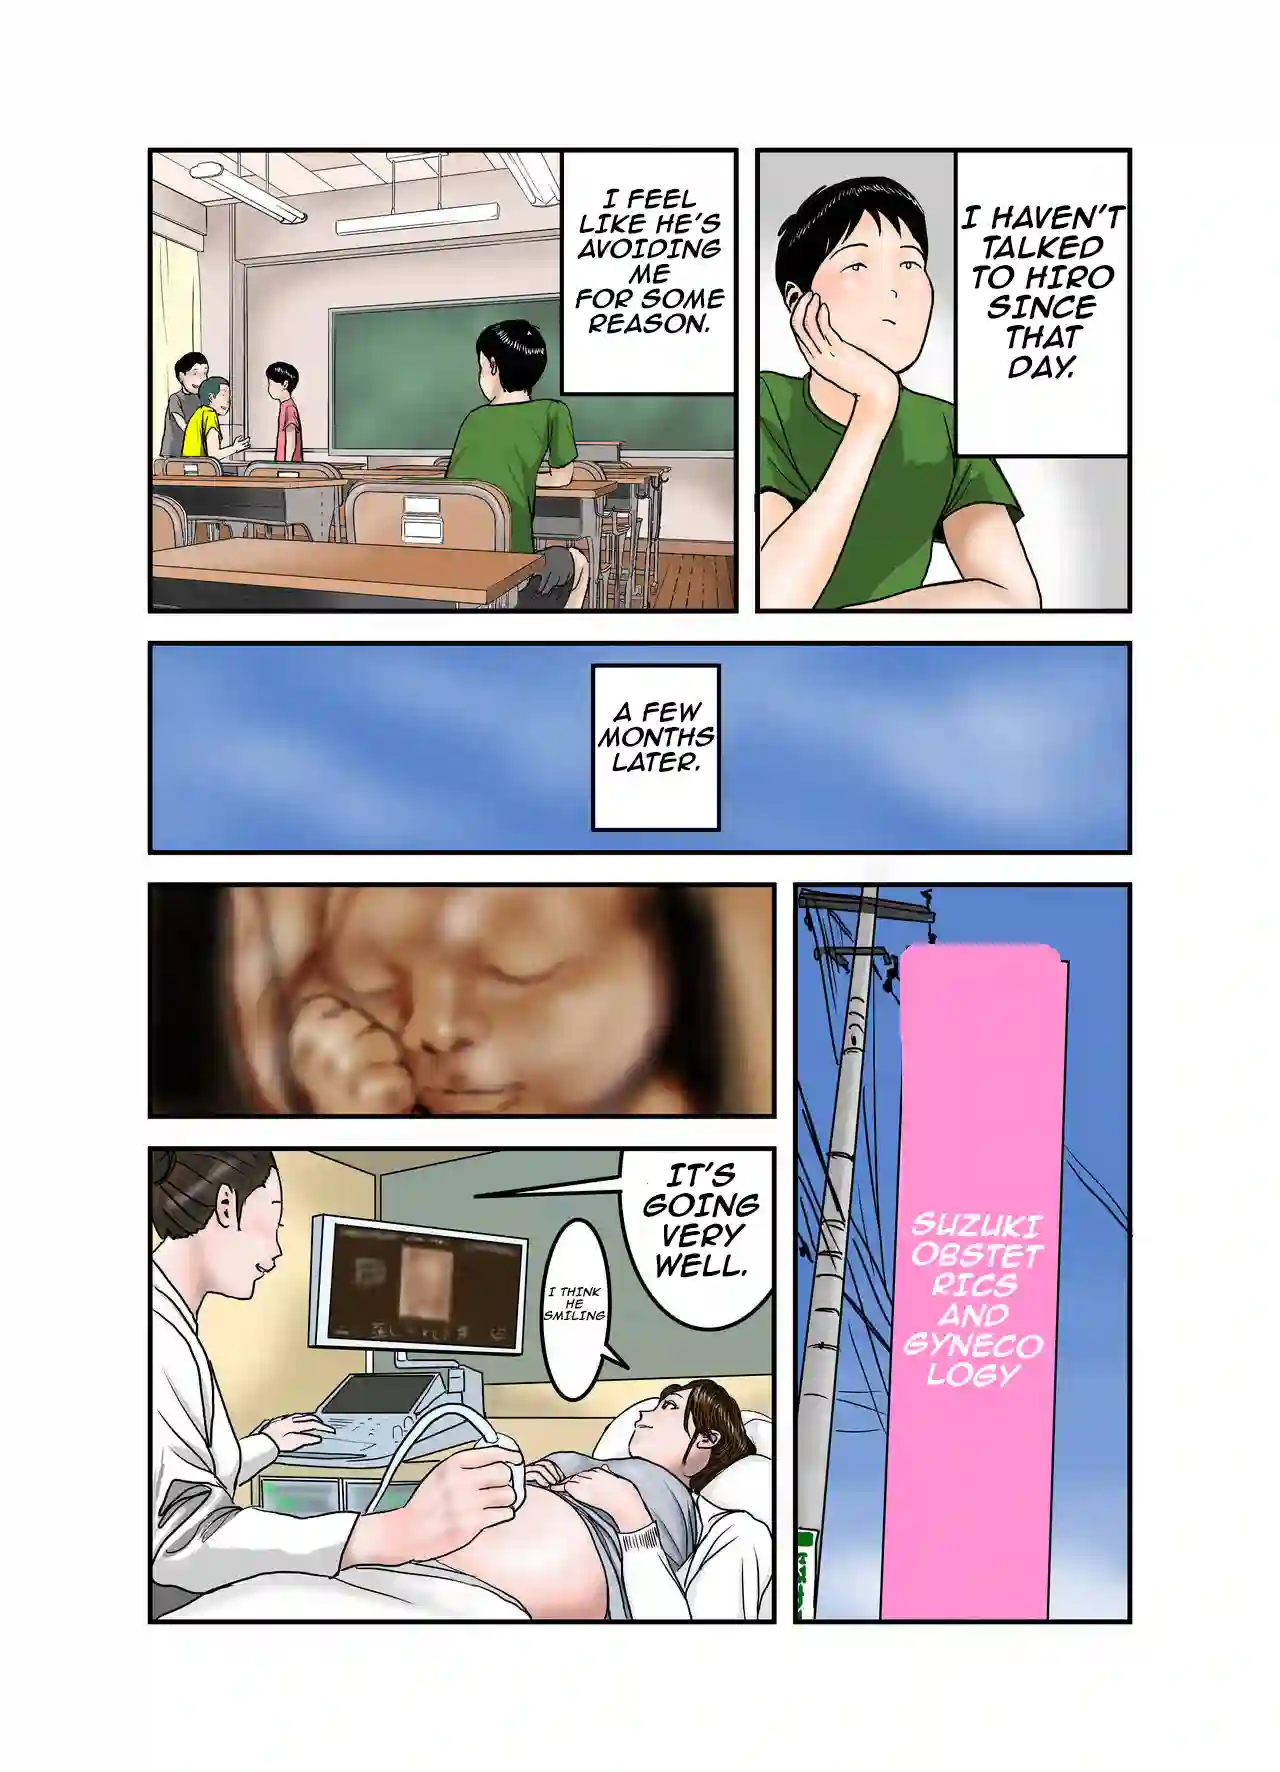 I HAVEN'T
TALKED
TO HIRO
SINCE
THAT
DAY.
I FEEL
LIKE HE'S
AVOIDING
ME
FOR SOME
REASON.
A FEW
MONTHS
LATER.
SUZUKI
OBSTET
RICS
AND
GYNECO
LOGY
IT'S
GOING
VERY
WELL.
I THINK
HE
SMILING